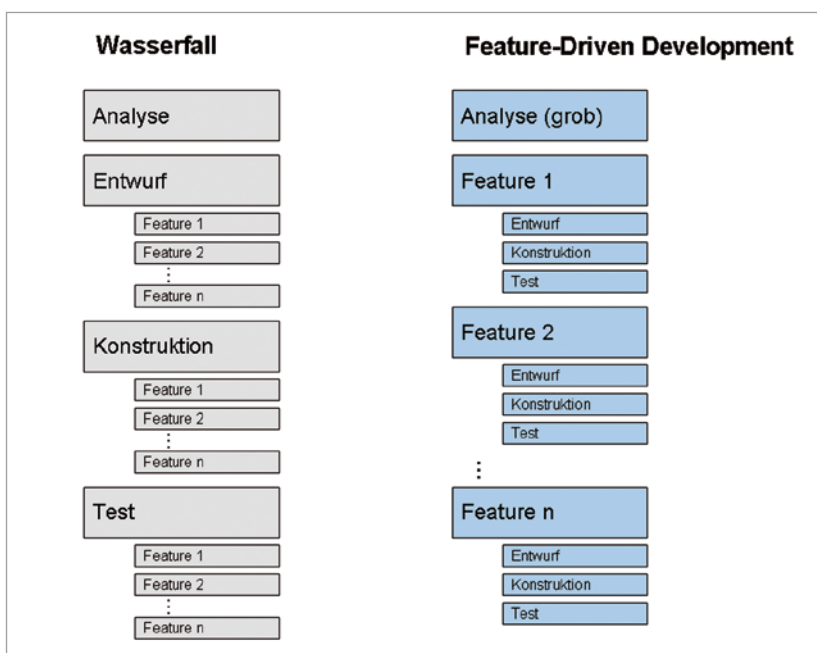 Wasserfall
Analyse
Entwurf
Feature 1
Feature 2
Feature n
Konstruktion
Feature 1
Feature 2
Feature n
Test
Feature 1
Feature 2
Feature n
Feature-Driven Development
Analyse (grob)
Feature 1
Entwurf
Konstruktion
Test
Feature 2
Entwurf
Konstruktion
Test
Feature n
Entwurf
Konstruktion
Test